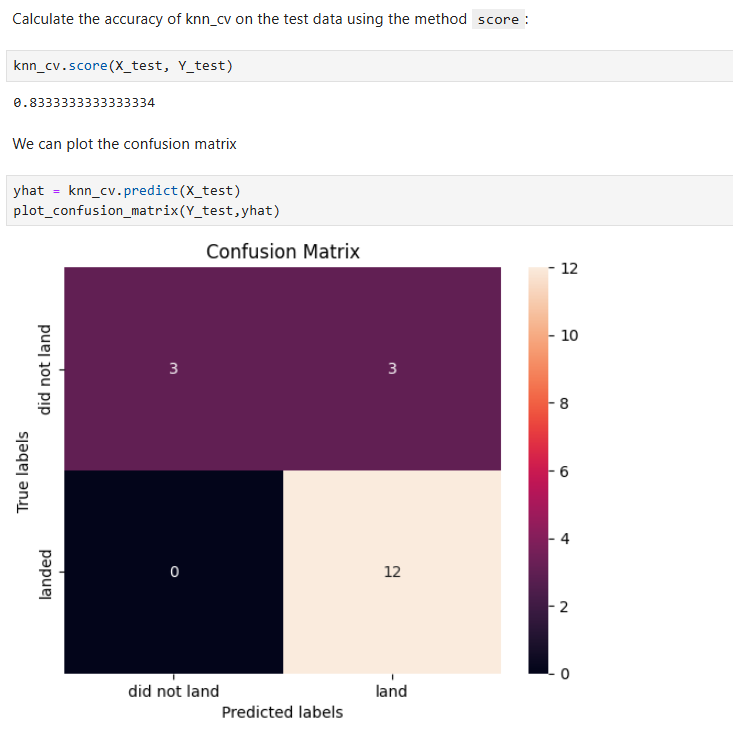 Calculate the accuracy of knn_cv on the test data using the method score :
knn_cv.score(X_test, Y_test)
0.8333333333333334
We can plot the confusion matrix
yhat = knn_cv.predict(X_test)
plot_confusion_matrix(Y_test,yhat)
Confusion Matrix
True labels
did not land
landed
3 3
0 12
did not land land
Predicted labels
12
10
8
6
4
2
0